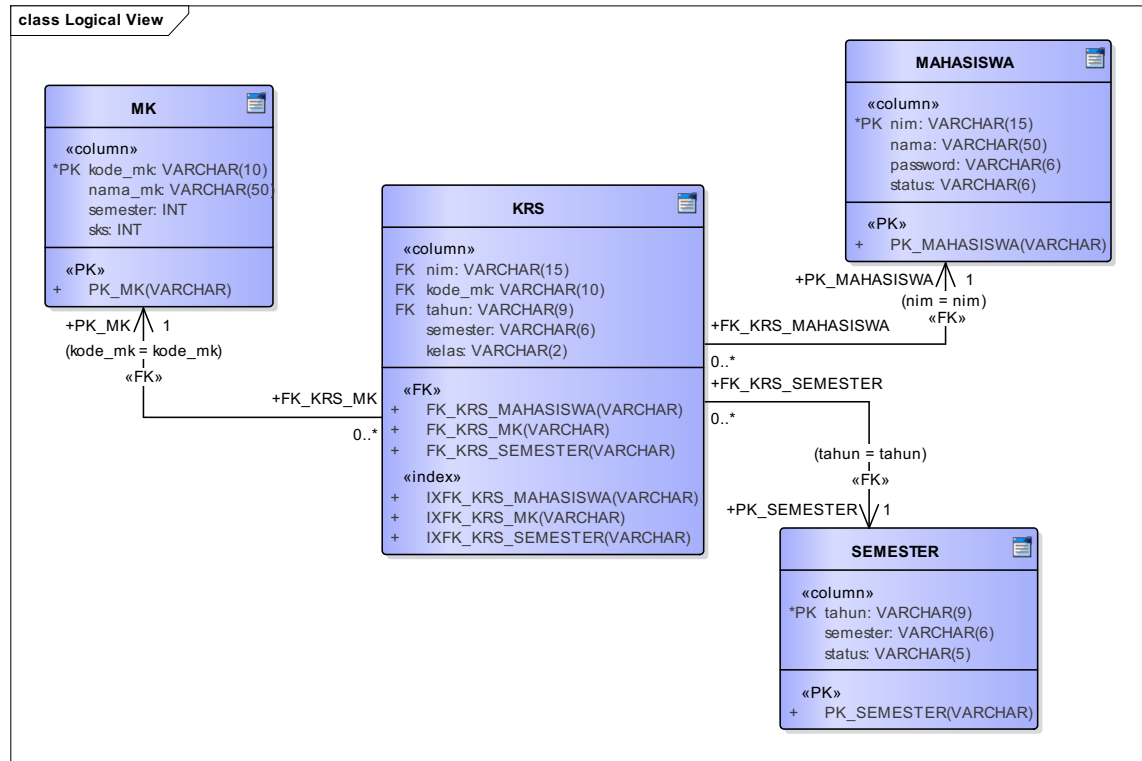 class Logical View
MK
«column»
*PK kode_mk: VARCHAR(10)
nama_mk: VARCHAR(50)
semester: INT
sks: INT
«PK»
+ PK_MK(VARCHAR)
+PK_MK 1
(kode_mk = kode_mk)
«FK»
+FK_KRS_MK
0..*
KRS
«column»
FK nim: VARCHAR(15)
FK kode_mk: VARCHAR(10)
FK tahun: VARCHAR(9)
semester: VARCHAR(6)
kelas: VARCHAR(2)
«FK»
+ FK_KRS_MAHASISWA(VARCHAR)
+ FK_KRS_MK(VARCHAR)
+ FK_KRS_SEMESTER(VARCHAR)
«index»
+ IXFK_KRS_MAHASISWA(VARCHAR)
+ IXFK_KRS_MK(VARCHAR)
+ IXFK_KRS_SEMESTER(VARCHAR)
MAHASISWA
«column»
*PK nim: VARCHAR(15)
nama: VARCHAR(50)
password: VARCHAR(6)
status: VARCHAR(6)
«PK»
+ PK_MAHASISWA(VARCHAR)
+PK_MAHASISWA 1
(nim = nim)
«FK»
+FK_KRS_MAHASISWA
0..*
+FK_KRS_SEMESTER
0..*
(tahun = tahun)
«FK»
+PK_SEMESTER 1
SEMESTER
«column»
*PK tahun: VARCHAR(9)
semester: VARCHAR(6)
status: VARCHAR(5)
«PK»
+ PK_SEMESTER(VARCHAR)